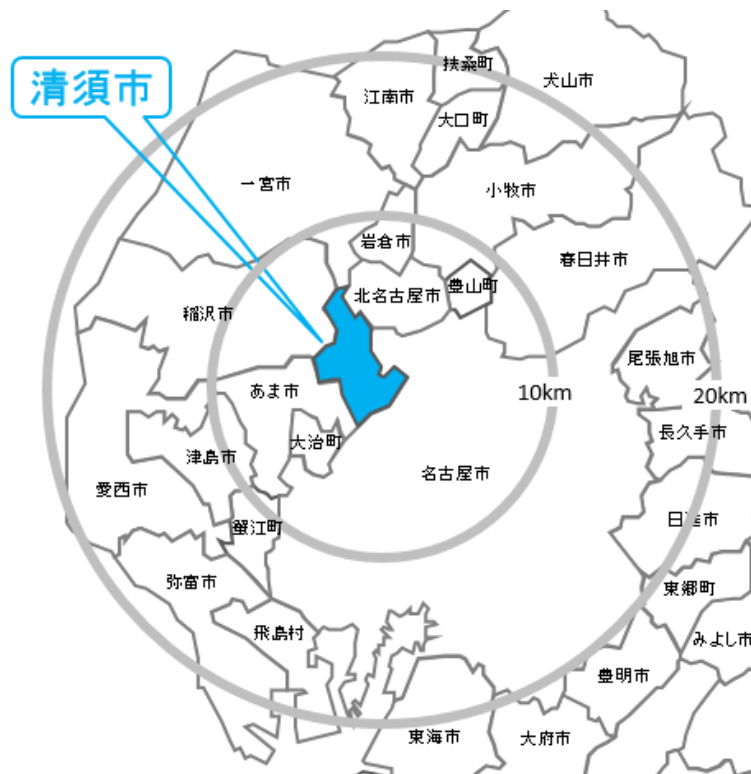 扶桑町
犬山市
清須市
江南市
大口町
一宮市
小牧市
岩倉市
春日井市
豊山町
北名古屋市
稲沢市
尾張旭市
あま市
10km
20km
長久手市
大治町
津島市
名古屋市
愛西市
日進市
蟹江町
弥富市
東郷町
飛島村
みよし市
豊明市
東海市
大府市